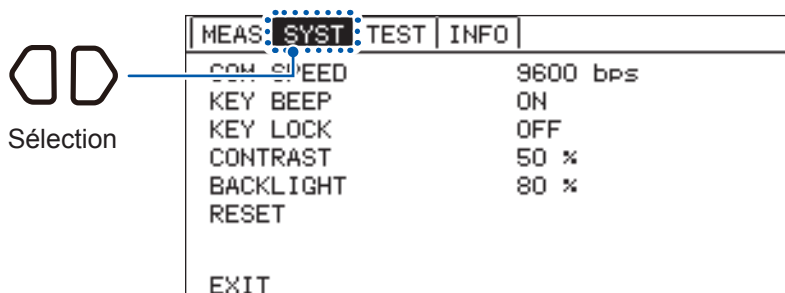 MEAS SYST TEST INFO
COM SPEED 9600 bps
KEY BEEP ON
KEY LOCK OFF
CONTRAST 50 %
BACKLIGHT 80 %
RESET
EXIT
Sélection